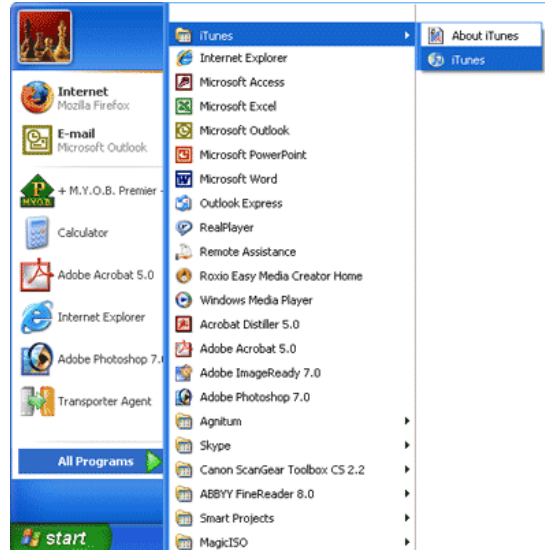 Internet
Mozilla Firefox
E-mail
Microsoft Outlook
+ M.Y.O.B. Premier -
Calculator
Adobe Acrobat 5.0
Internet Explorer
Adobe Photoshop 7.
Transporter Agent
All Programs
start
iTunes
Internet Explorer
Microsoft Access
Microsoft Excel
Microsoft Outlook
Microsoft PowerPoint
Microsoft Word
Outlook Express
RealPlayer
Remote Assistance
Roxio Easy Media Creator Home
Windows Media Player
Acrobat Distiller 5.0
Adobe Acrobat 5.0
Adobe ImageReady 7.0
Adobe Photoshop 7.0
Agnitum
Skype
Canon ScanGear Toolbox CS 2.2
ABBYY FineReader 8.0
Smart Projects
MagicISO
About iTunes
iTunes